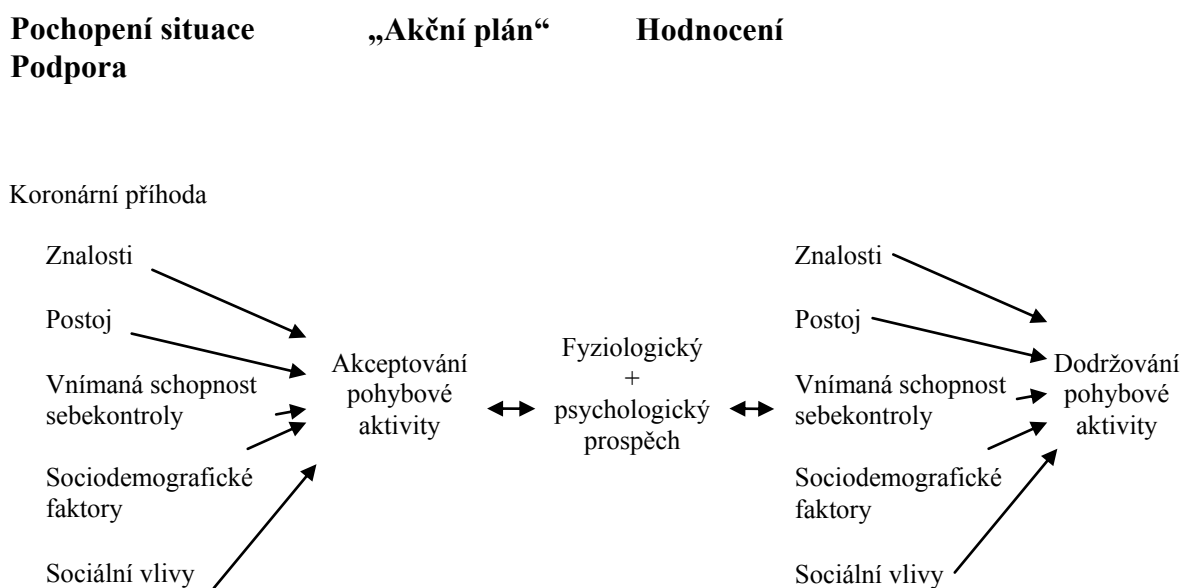 Pochopení situace „Akční plán“ Hodnocení
Podpora
Koronární příhoda
Znalosti
Postoj
Vnímaná schopnost
sebekontroly
Sociodemografické
faktory
Sociální vlivy
Akceptování
pohybové
aktivity
Fyziologický
+
psychologický
prospěch
Znalosti
Postoj
Vnímaná schopnost
sebekontroly
Sociodemografické
faktory
Sociální vlivy
Dodržování
pohybové
aktivity